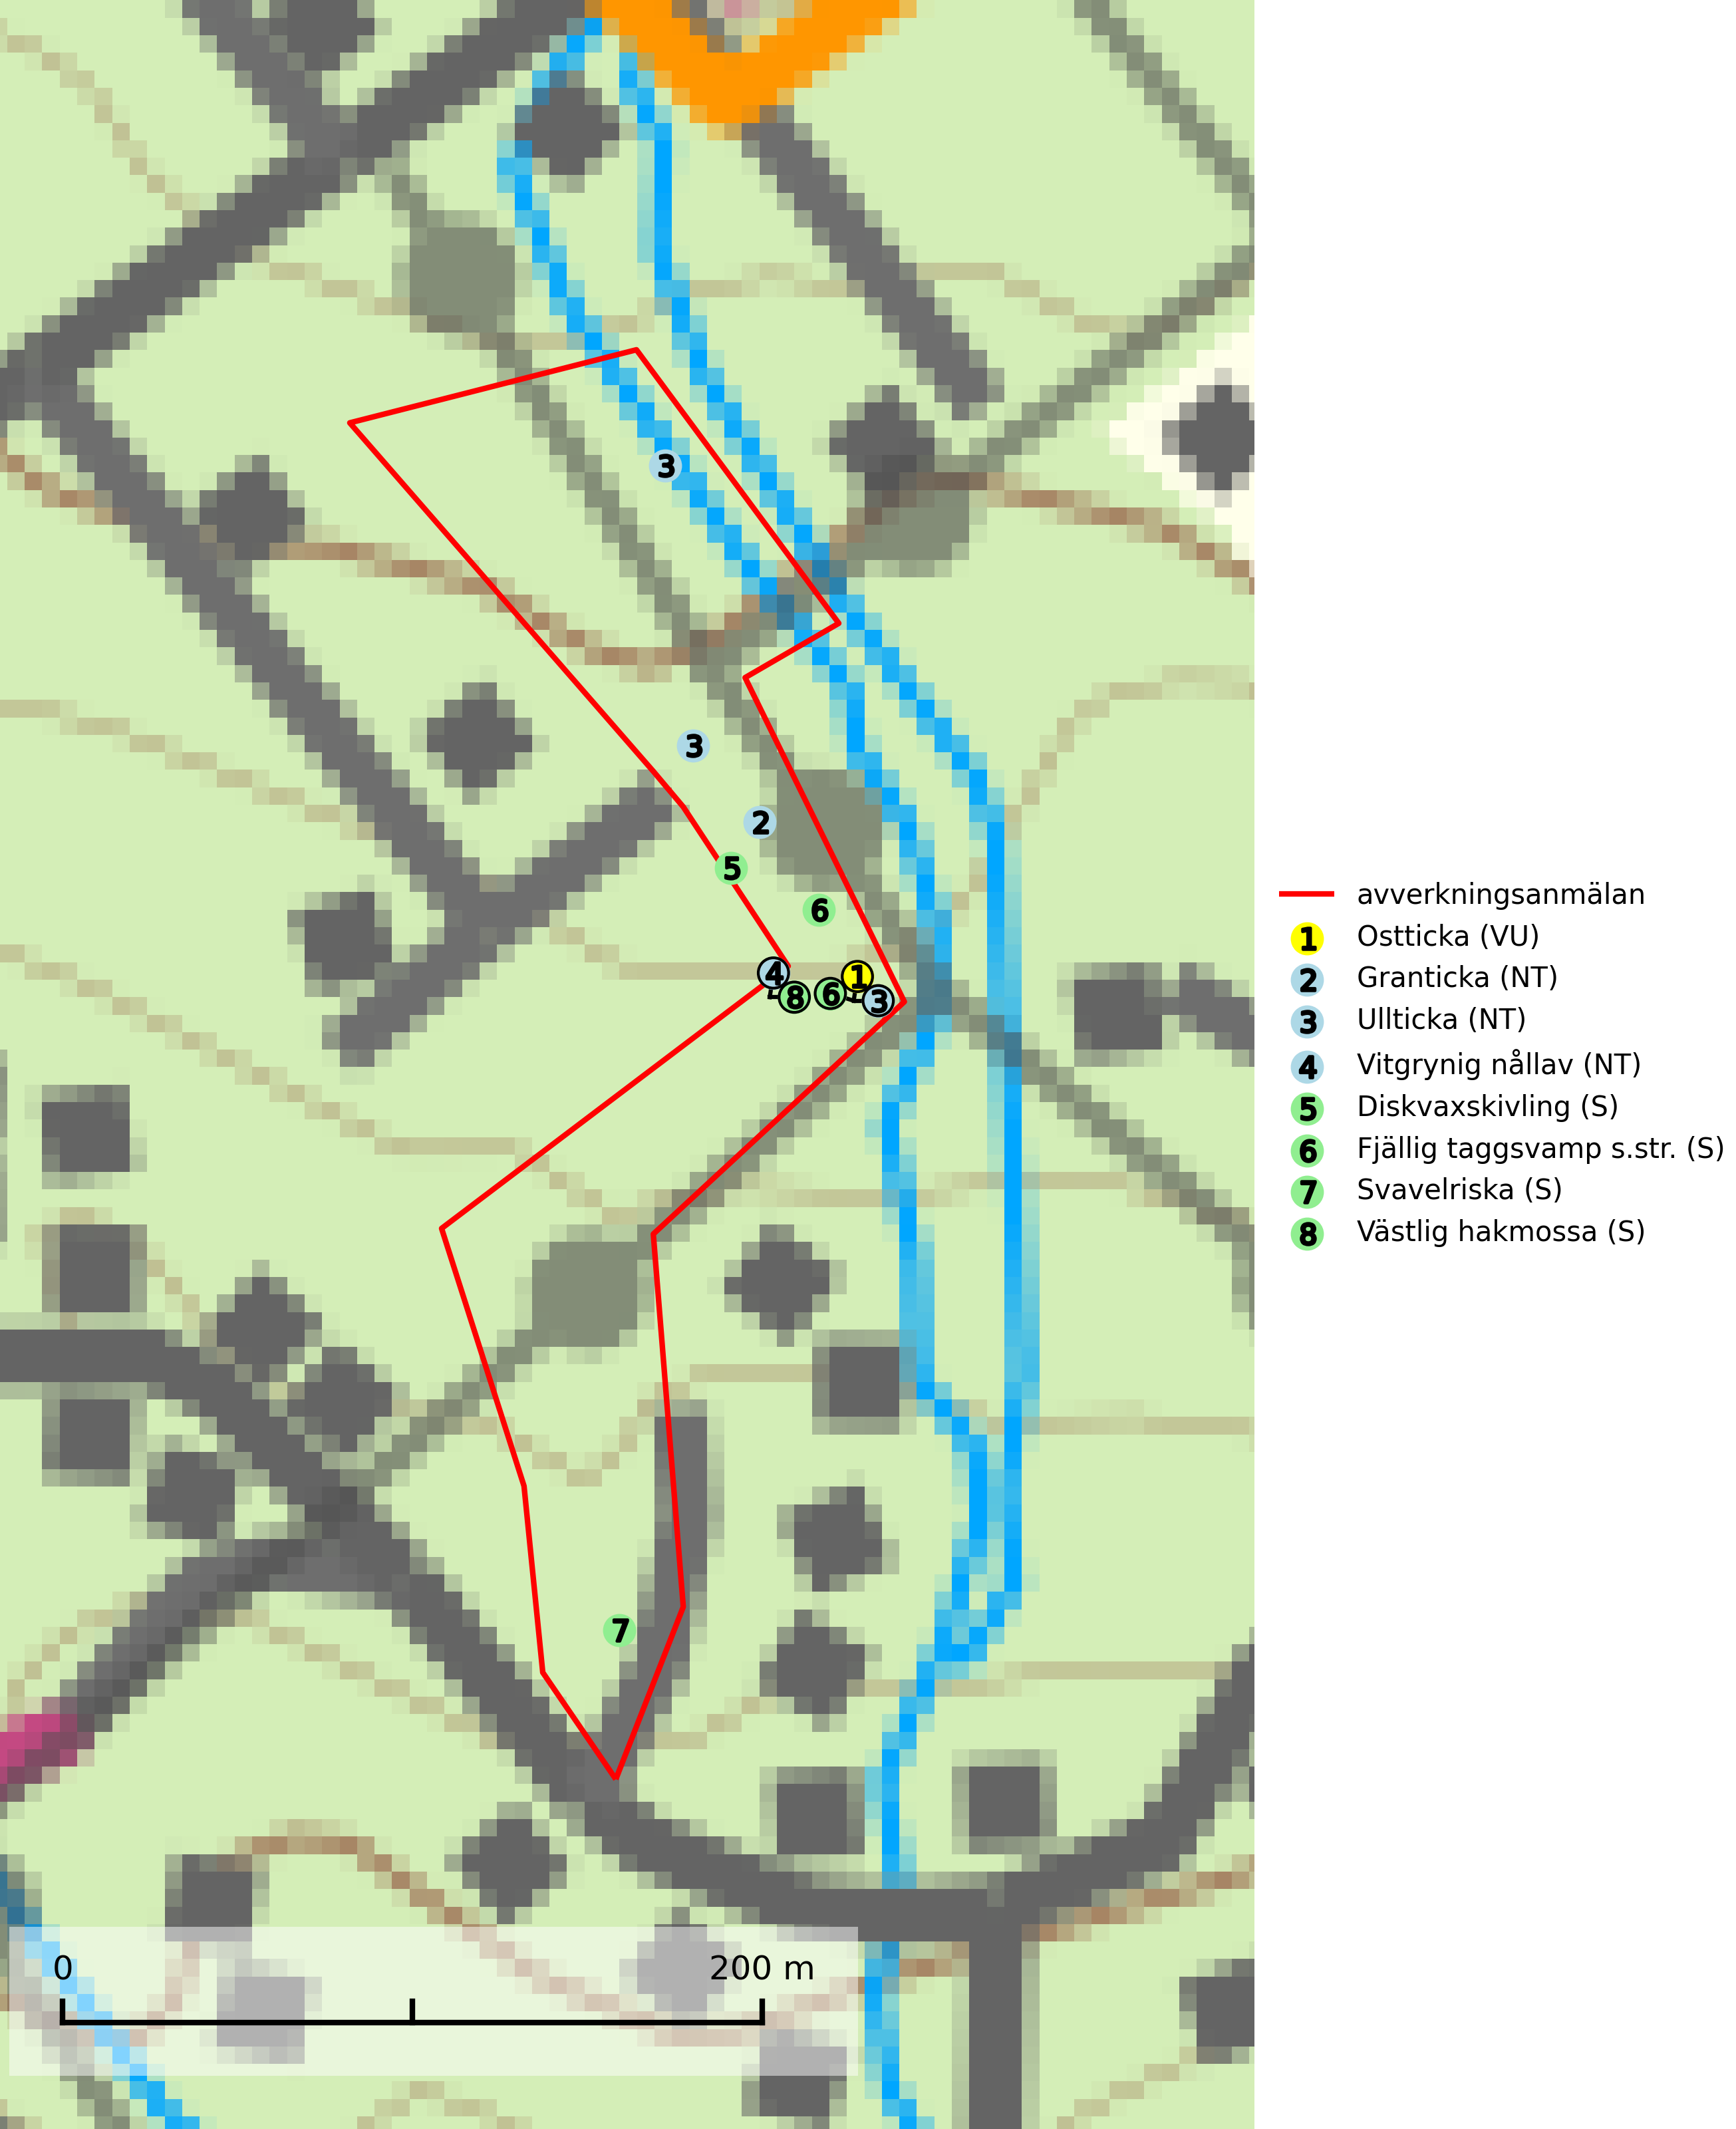 3
3
2
5
6
4
8
6
1
3
7
avverkningsanmälan
1 Ostticka (VU)
2 Granticka (NT)
3 Ullticka (NT)
4 Vitgrynig nållav (NT)
5 Diskvaxskivling (S)
6 Fjällig taggsvamp s.str. (S)
7 Svavelriska (S)
8 Västlig hakmossa (S)
0 200 m